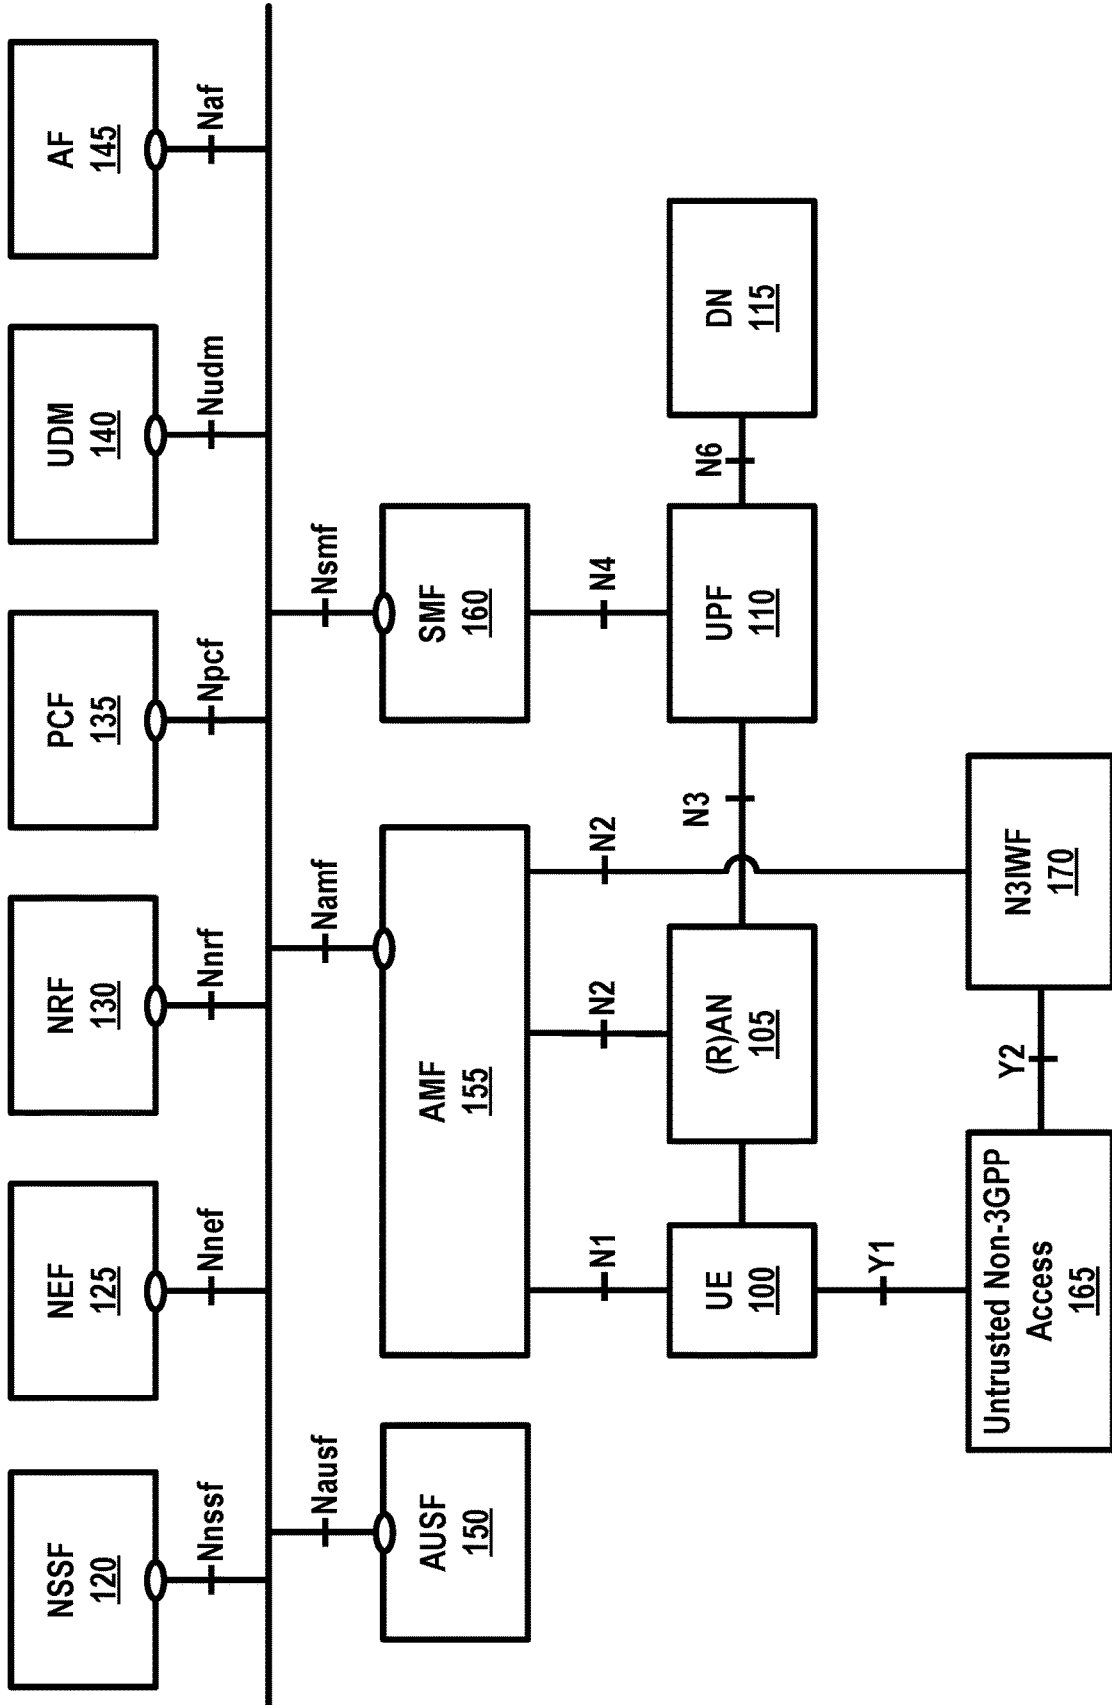 NSSF
120
NEF
125
NRF
130
PCF
135
UDM
140
AF
145
Nnssf
Nnef
Nnrf
Npcf
Nudm
Naf
Nausf
Namf
Nsmf
AUSF
150
AMF
155
SMF
160
N1
N2
N2
N4
UE
100
(R)AN
105
N3
UPF
110
N6
DN
115
Y1
Untrusted Non-3GPP
Access
165
Y2
N3IWF
170